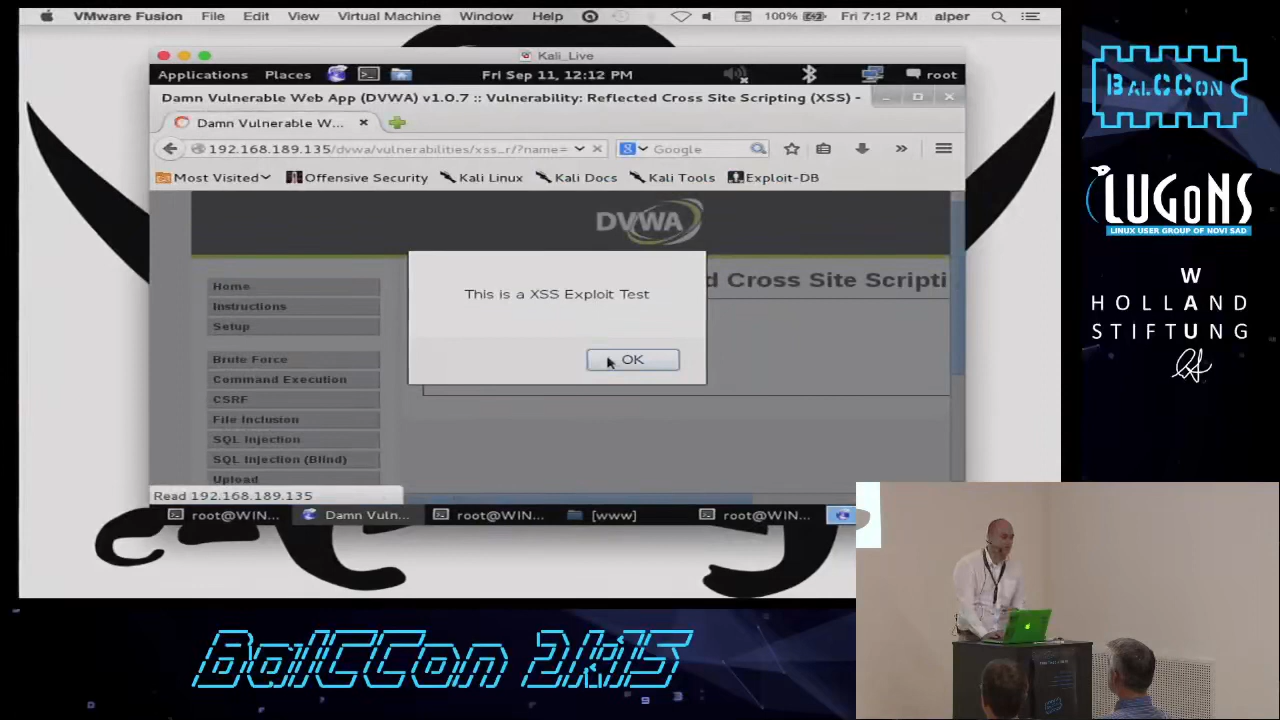 VMware Fusion File Edit View Virtual Machine Window Help 100% Fri 7:12 PM alper
Kali_Live
Applications Places Fri Sep 11, 12:12 PM root
Damn Vulnerable Web App (DVWA) v1.0.7 :: Vulnerability: Reflected Cross Site Scripting (XSS) -
Damn Vulnerable W...
192.168.189.135/dvwa/vulnerabilities/xss_r/?name=
Google
Most Visited Offensive Security Kali Linux Kali Docs Kali Tools Exploit-DB
DVWA
d Cross Site Scripti
This is a XSS Exploit Test
OK
Home
Instructions
Setup
Brute Force
Command Execution
CSRF
File Inclusion
SQL Injection
SQL Injection (Blind)
Upload
Read 192.168.189.135
root@WIN... Damn Vuln... root@WIN... [www] root@WIN...
BalCCon
LUGoNS
LINUX USER GROUP OF NOVI SAD
WAU
HOLLAND
STIFTUNG
BalCCon 2k15